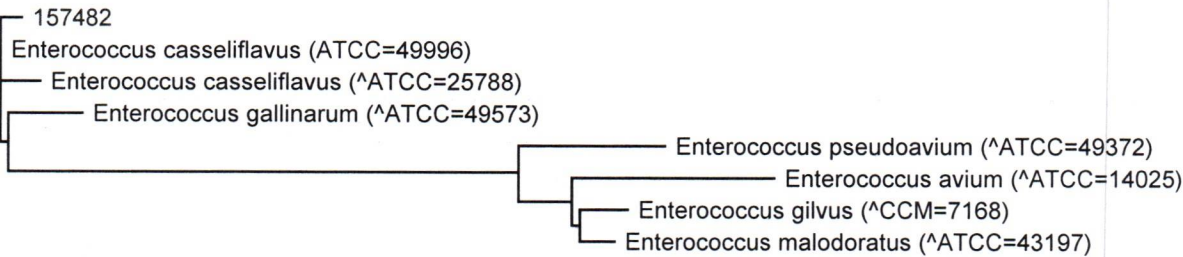 157482
Enterococcus casseliflavus (ATCC=49996)
Enterococcus casseliflavus (^ATCC=25788)
Enterococcus gallinarum (^ATCC=49573)
Enterococcus pseudoavium (^ATCC=49372)
Enterococcus avium (^ATCC=14025)
Enterococcus gilvus (^CCM=7168)
Enterococcus malodoratus (^ATCC=43197)